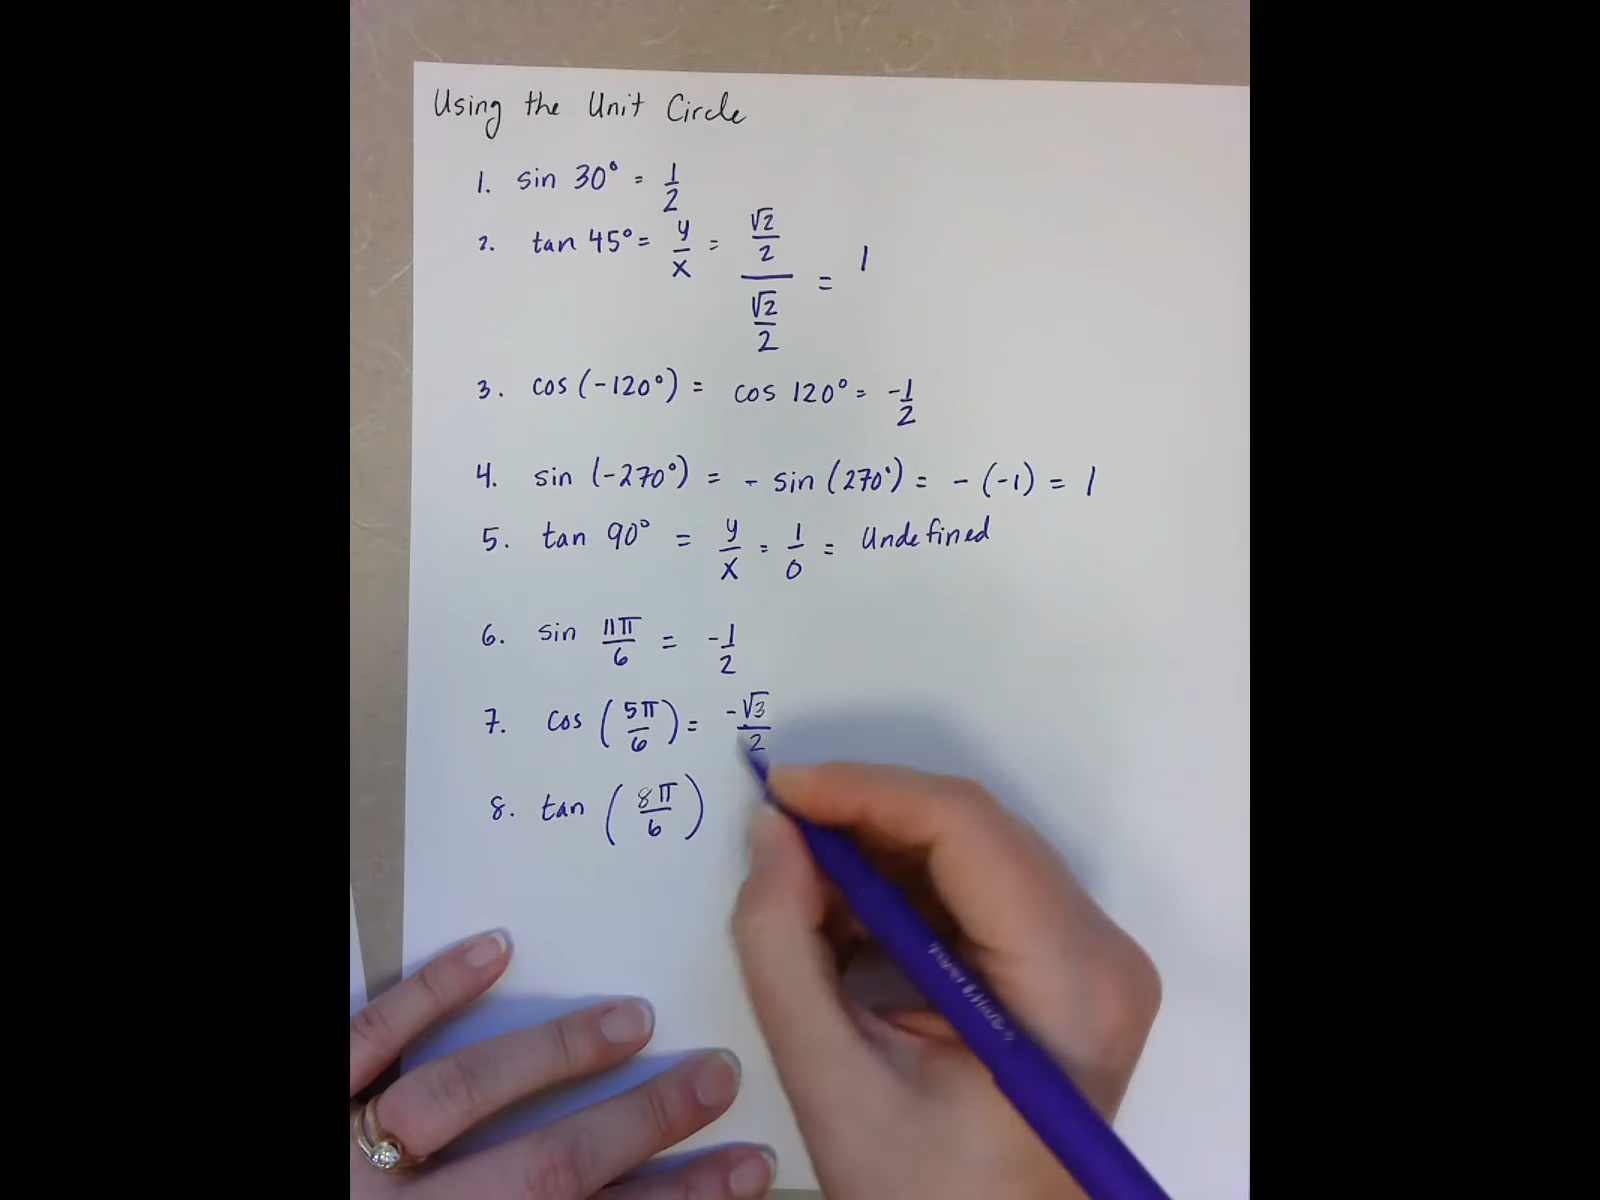 Using the Unit Circle
1. sin 30° = 1/2
2. tan 45° = y/x = (√2/2)/(√2/2) = 1
3. cos (-120°) = cos 120° = -1/2
4. sin (-270°) = - sin (270°) = - (-1) = 1
5. tan 90° = y/x = 1/0 = Undefined
6. sin 11π/6 = -1/2
7. cos (5π/6) = -√3/2
8. tan (8π/6)